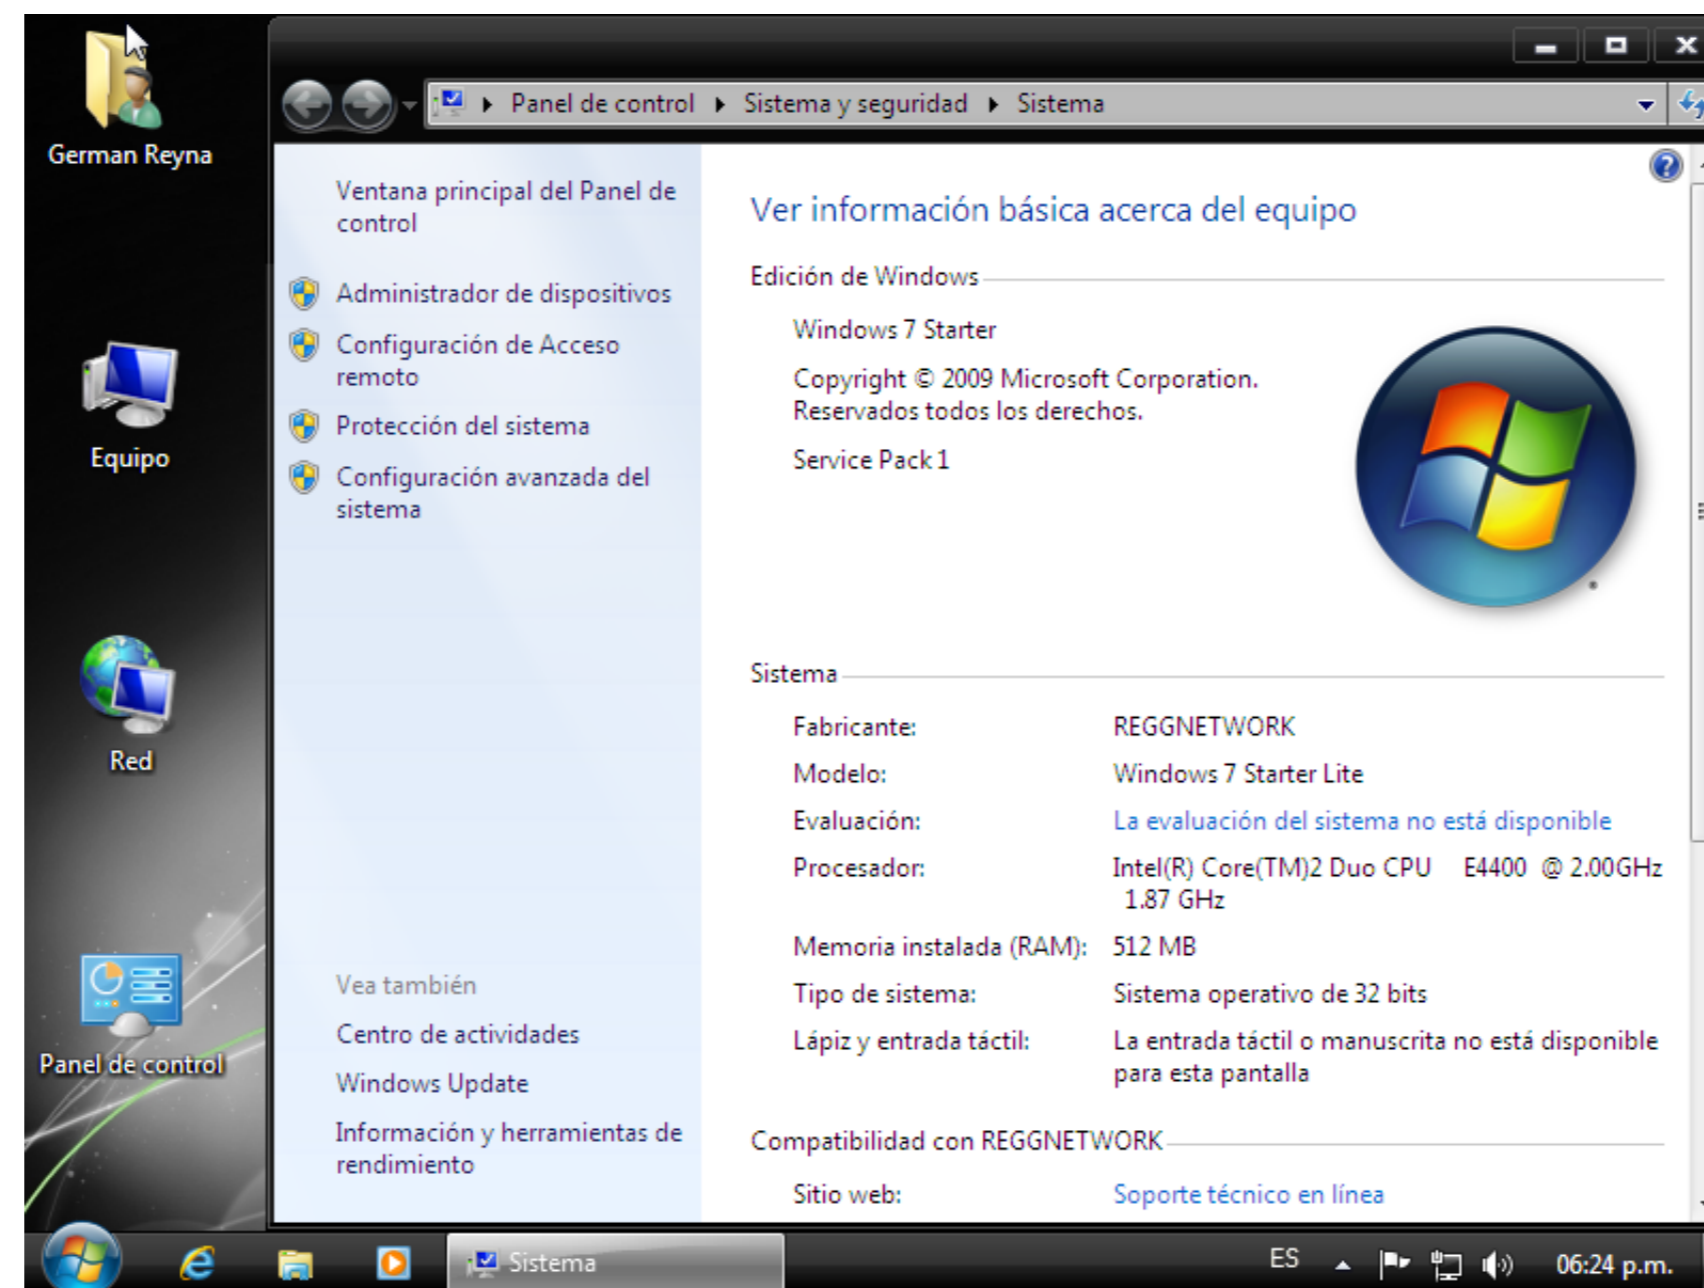 German Reyna
Equipo
Red
Panel de control
Panel de control Sistema y seguridad Sistema
Ventana principal del Panel de
control
Administrador de dispositivos
Configuración de Acceso
remoto
Protección del sistema
Configuración avanzada del
sistema
Vea también
Centro de actividades
Windows Update
Información y herramientas de
rendimiento
Ver información básica acerca del equipo
Edición de Windows
Windows 7 Starter
Copyright © 2009 Microsoft Corporation.
Reservados todos los derechos.
Service Pack 1
Sistema
Fabricante: REGGNETWORK
Modelo: Windows 7 Starter Lite
Evaluación: La evaluación del sistema no está disponible
Procesador: Intel(R) Core(TM)2 Duo CPU E4400 @ 2.00GHz
1.87 GHz
Memoria instalada (RAM): 512 MB
Tipo de sistema: Sistema operativo de 32 bits
Lápiz y entrada táctil: La entrada táctil o manuscrita no está disponible
para esta pantalla
Compatibilidad con REGGNETWORK
Sitio web: Soporte técnico en línea
Sistema
ES
06:24 p.m.